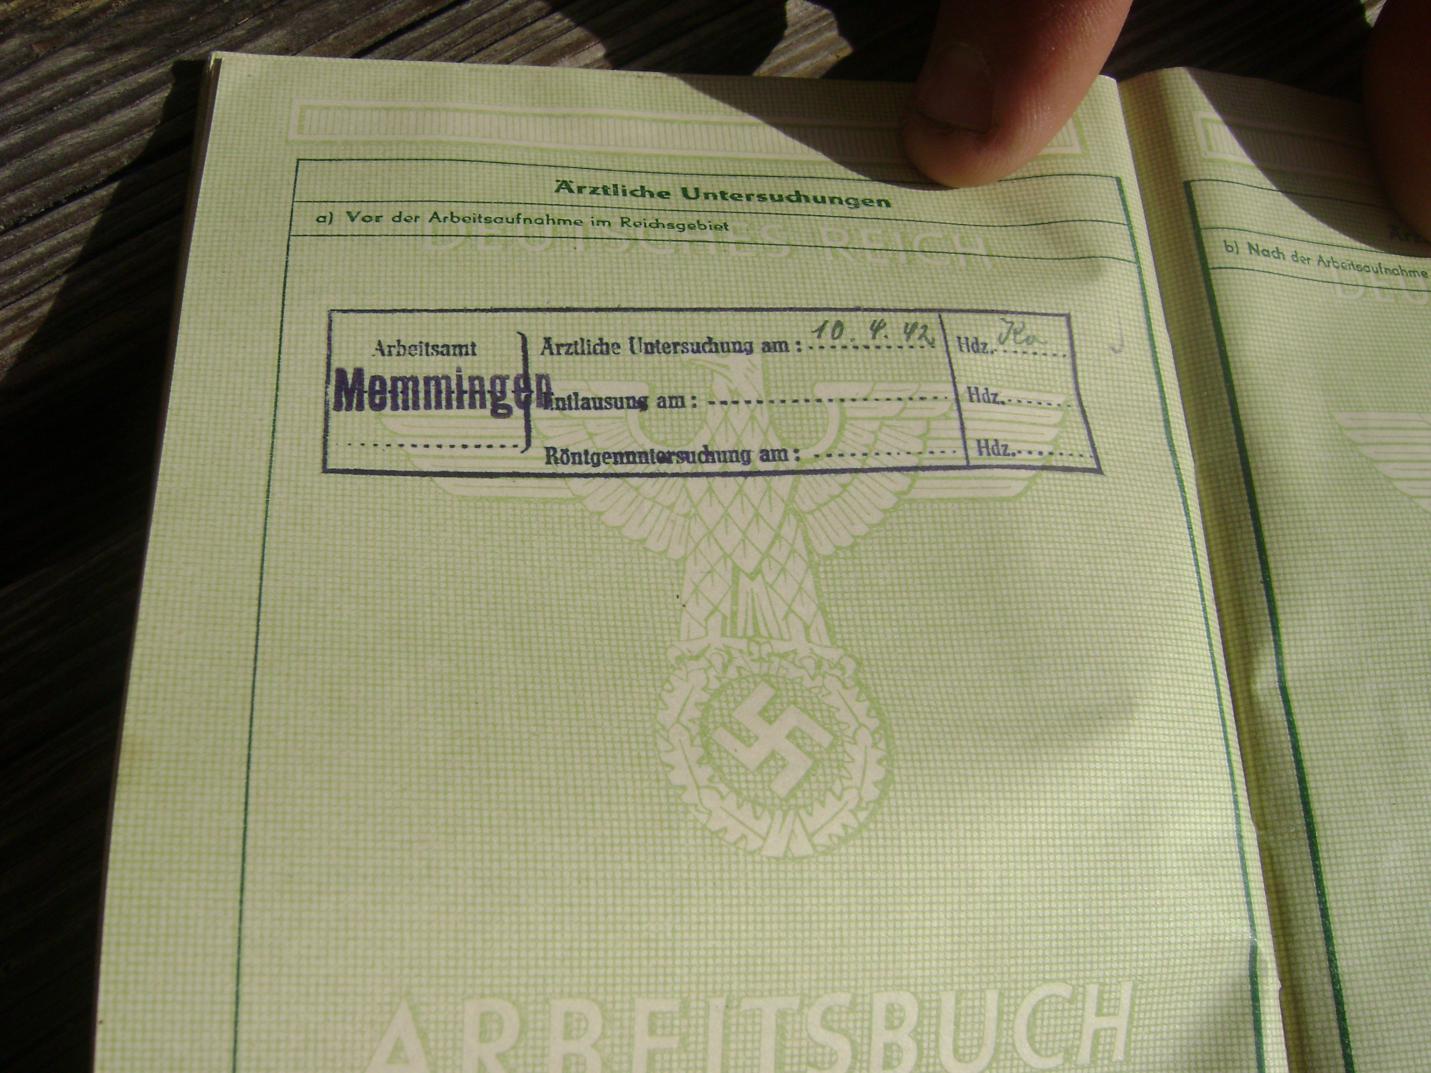 Ärztliche Untersuchungen
a) Vor der Arbeitsaufnahme im Reichsgebiet
DEUTSCHES REICH
Arbeitsamt
Memmingen
Ärztliche Untersuchung am: 10.4.42 Hdz. Ka
Entlausung am: Hdz.
Röntgenuntersuchung am: Hdz.
ARBEITSBUCH
b) Nach der Arbeitsaufnahme